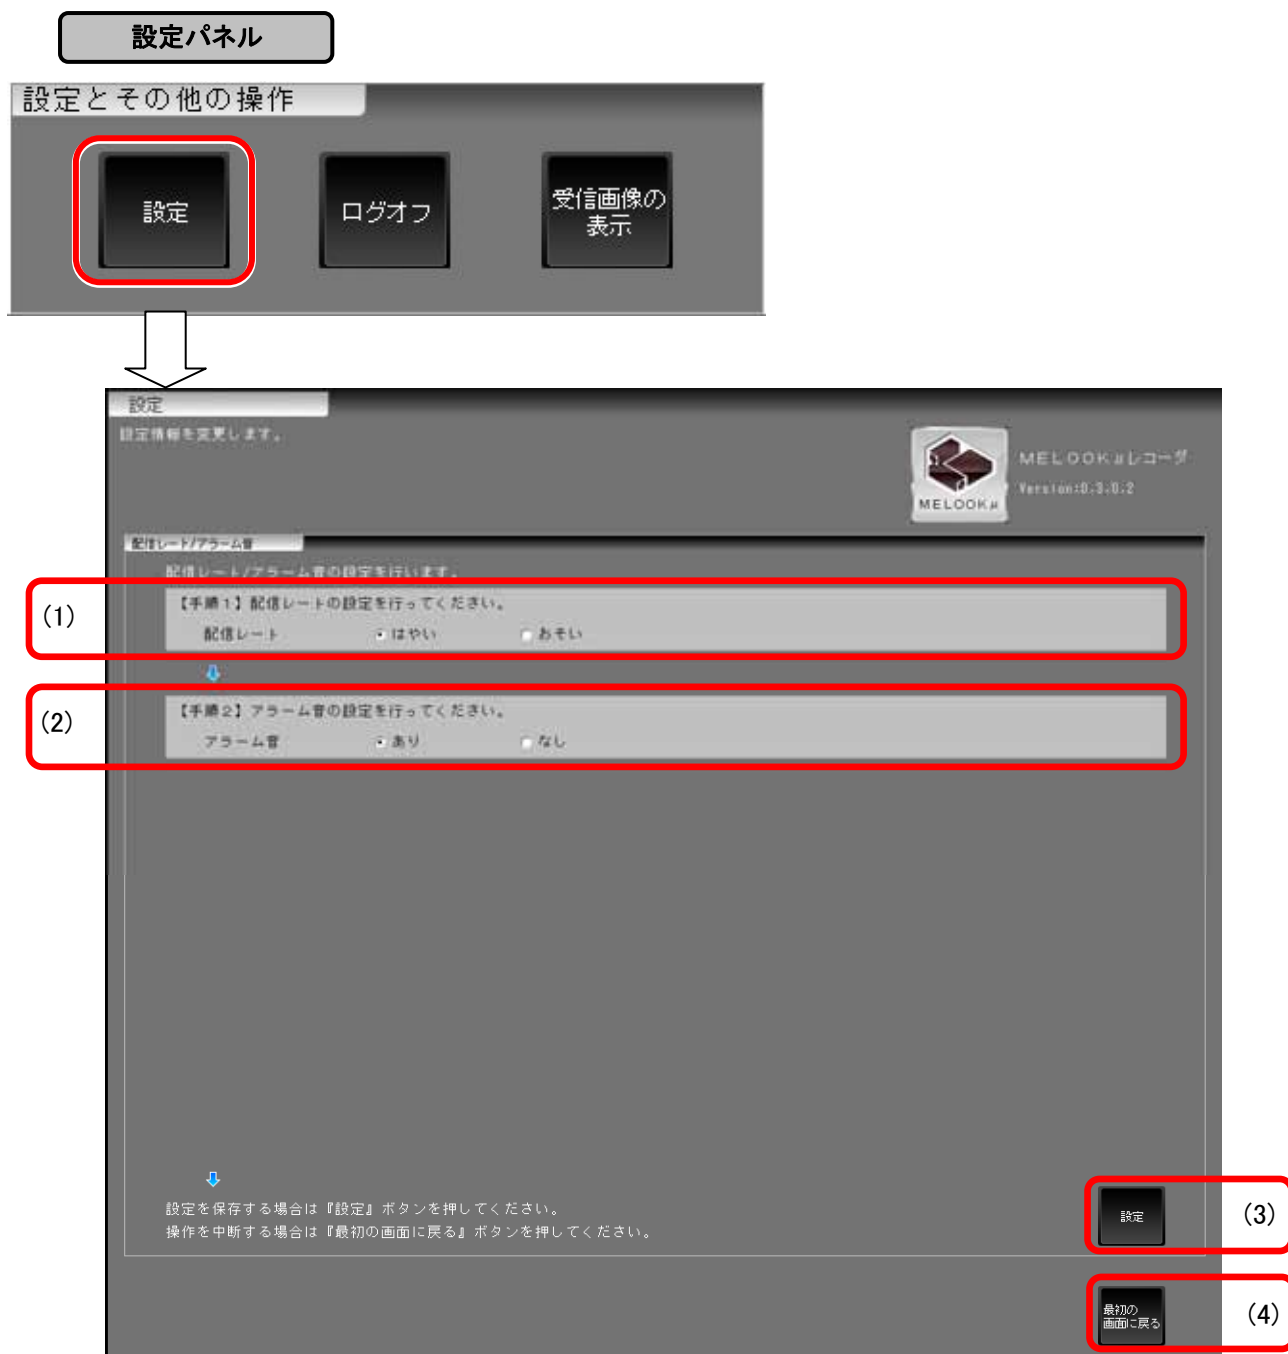 設定パネル
設定とその他の操作
設定
ログオフ
受信画像の
表示
設定
設定情報を変更します。
MELOOKμ
MELOOKμレコーダ
Version:0.3.0.2
配信レート/アラーム音
配信レート/アラーム音の設定を行います。
(1)
【手順1】配信レートの設定を行ってください。
配信レート はやい おそい
(2)
【手順2】アラーム音の設定を行ってください。
アラーム音 あり なし
設定を保存する場合は『設定』ボタンを押してください。
操作を中断する場合は『最初の画面に戻る』ボタンを押してください。
設定
(3)
最初の
画面に戻る
(4)